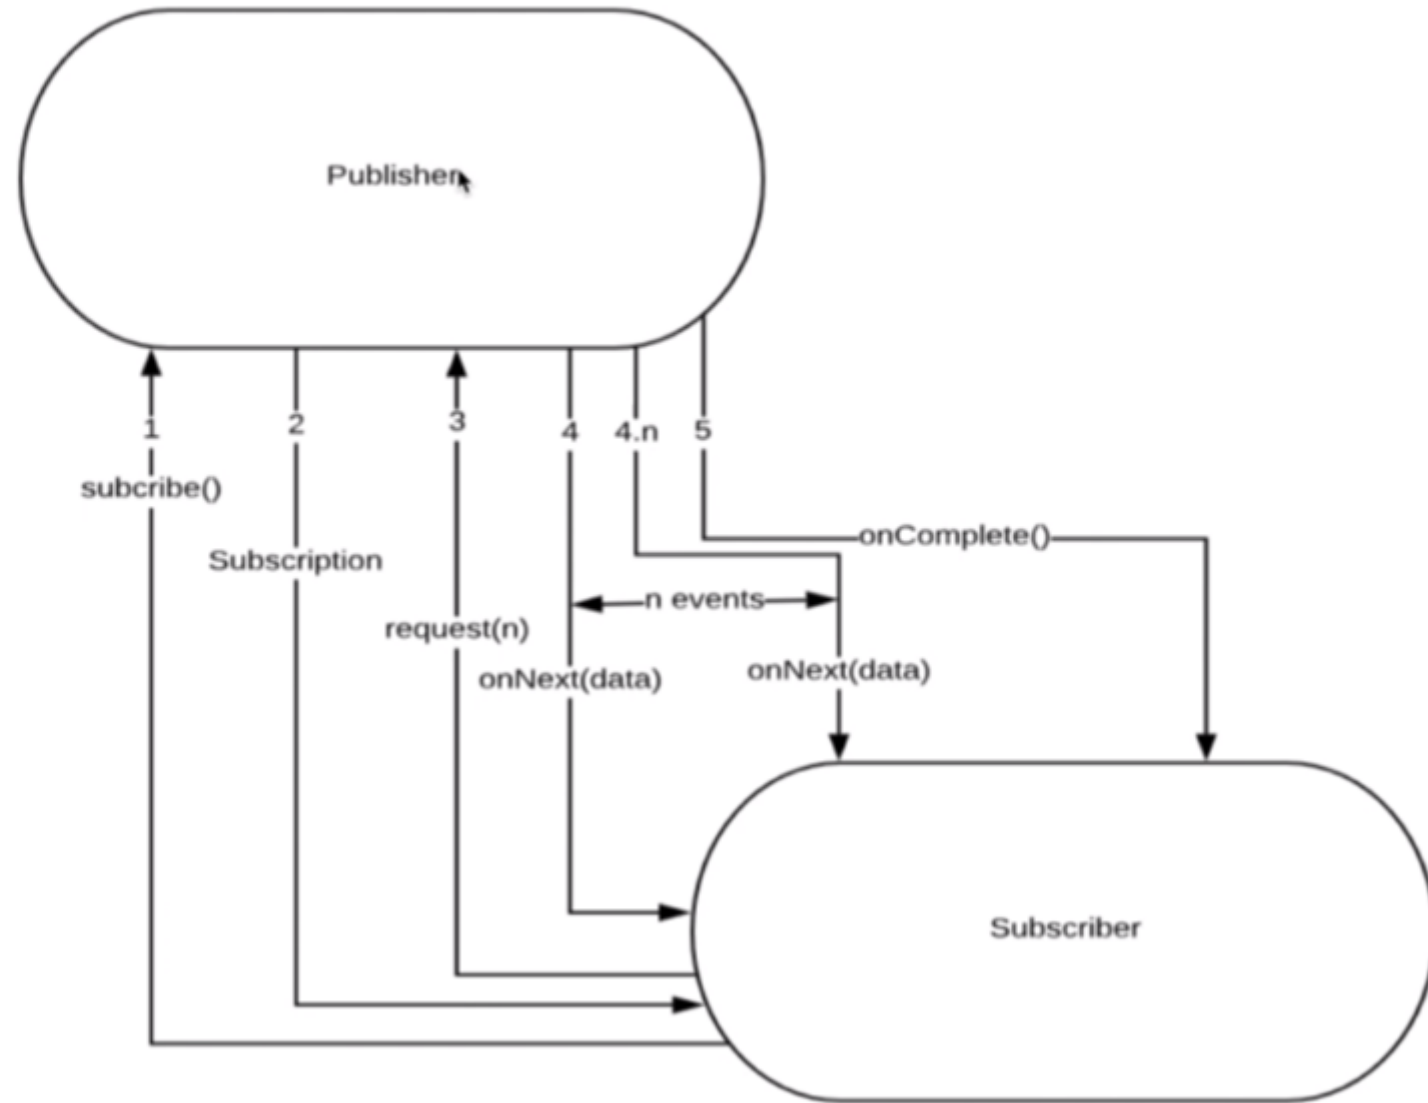 Publisher
1
2
3
4
4.n
5
subcribe()
onComplete()
Subscription
n events
request(n)
onNext(data)
onNext(data)
Subscriber